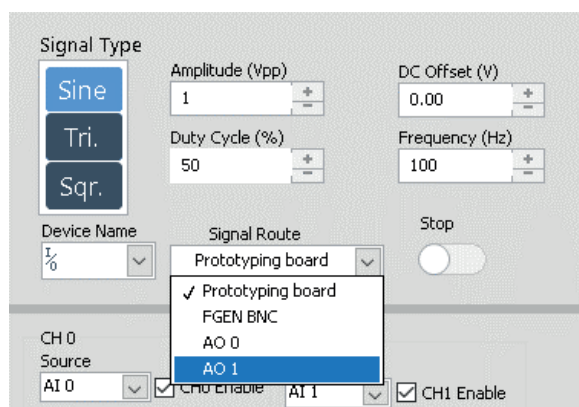 Signal Type
Sine
Tri.
Sqr.
Amplitude (Vpp)
1
DC Offset (V)
0.00
Duty Cycle (%)
50
Frequency (Hz)
100
Device Name
I/O
Signal Route
Prototyping board
Stop
✓ Prototyping board
FGEN BNC
AO 0
AO 1
CH 0
Source
AI 0
CH0 Enable
AI 1
CH1 Enable